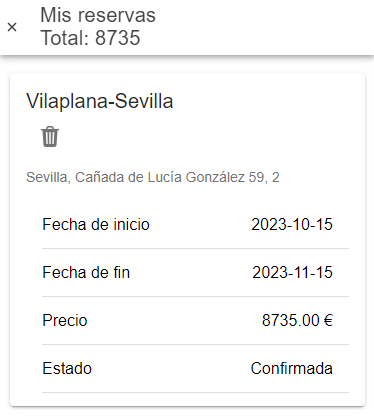 Mis reservas
Total: 8735
Vilaplana-Sevilla
Sevilla, Cañada de Lucía González 59, 2
Fecha de inicio 2023-10-15
Fecha de fin 2023-11-15
Precio 8735.00 €
Estado Confirmada